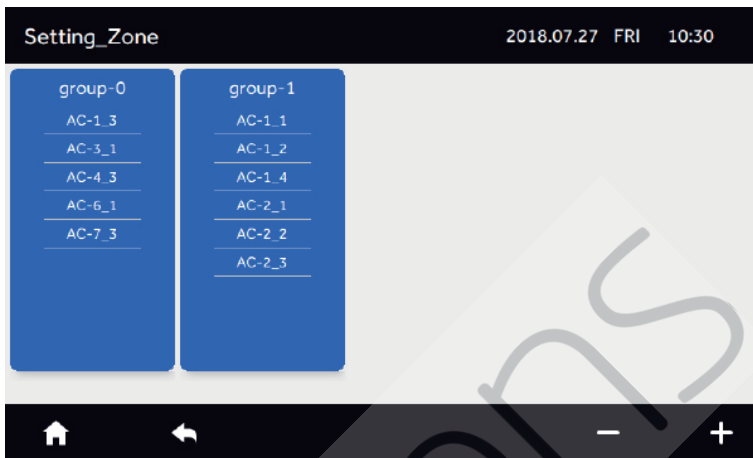 Setting_Zone 2018.07.27 FRI 10:30
group-0
AC-1_3
AC-3_1
AC-4_3
AC-6_1
AC-7_3
group-1
AC-1_1
AC-1_2
AC-1_4
AC-2_1
AC-2_2
AC-2_3